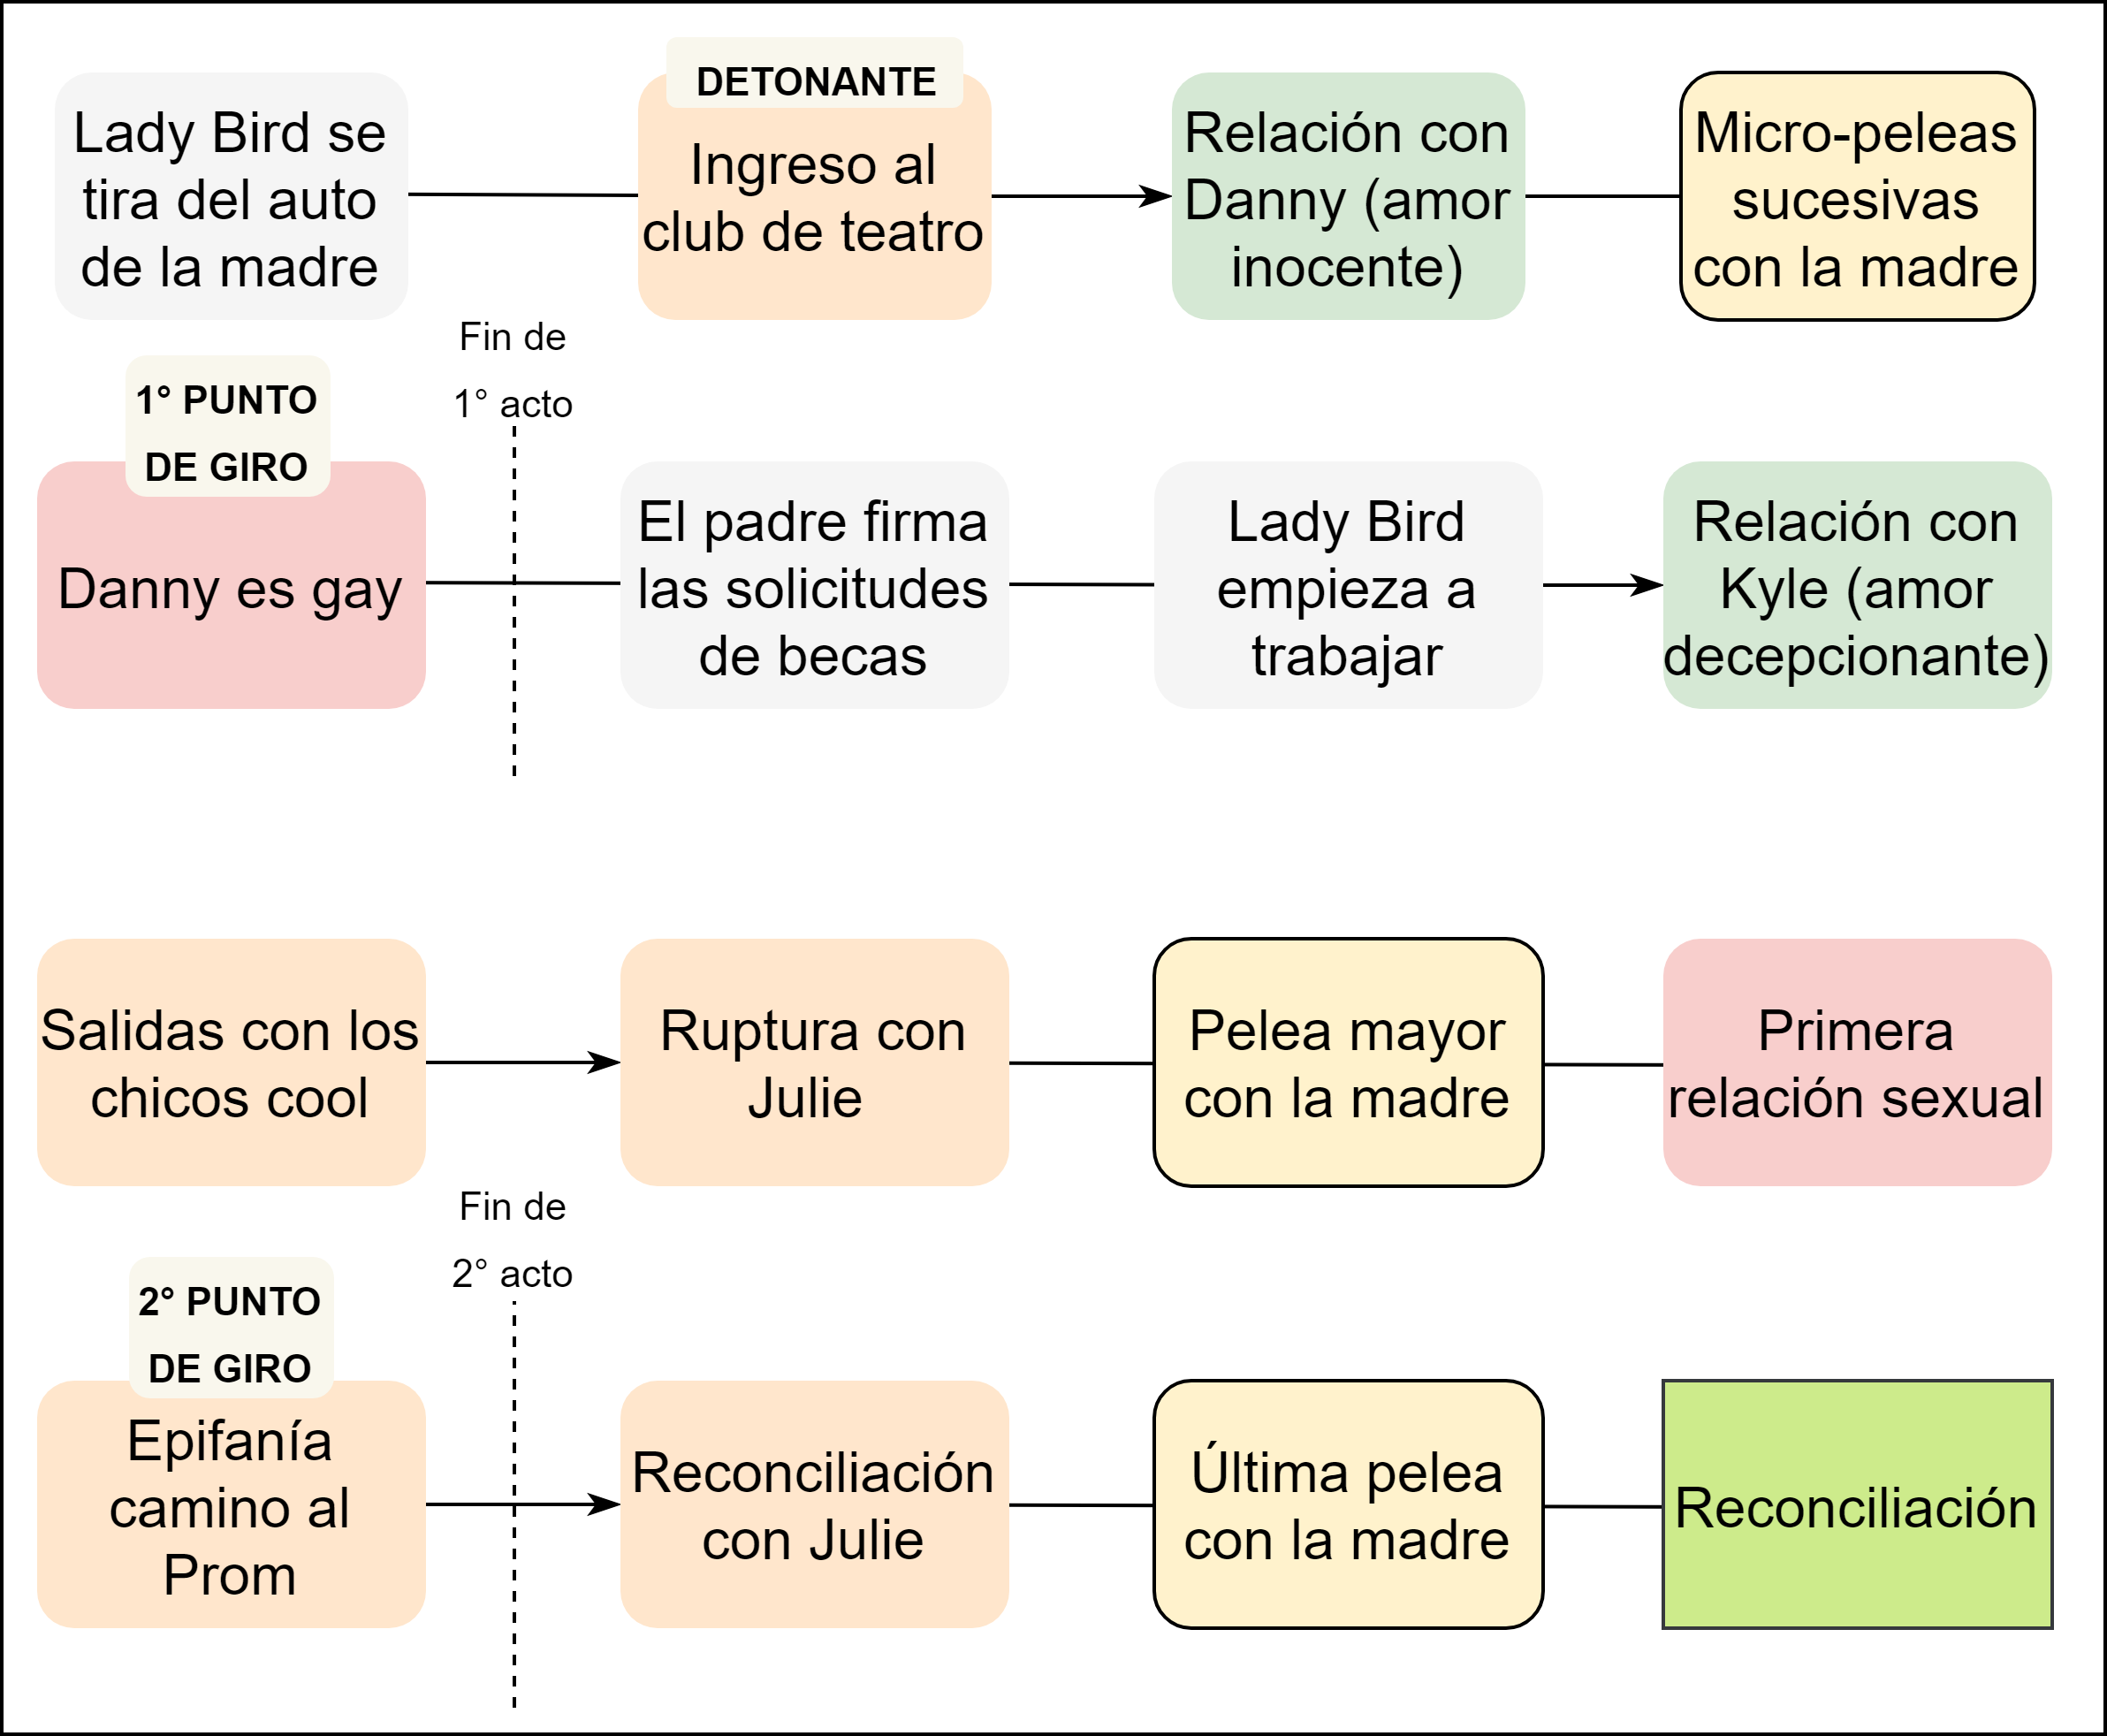 Lady Bird se
tira del auto
de la madre
DETONANTE
Ingreso al
club de teatro
Relación con
Danny (amor
inocente)
Micro-peleas
sucesivas
con la madre
1° PUNTO
DE GIRO
Danny es gay
Fin de
1° acto
El padre firma
las solicitudes
de becas
Lady Bird
empieza a
trabajar
Relación con
Kyle (amor
decepcionante)
Salidas con los
chicos cool
Ruptura con
Julie
Pelea mayor
con la madre
Primera
relación sexual
2° PUNTO
DE GIRO
Epifanía
camino al
Prom
Fin de
2° acto
Reconciliación
con Julie
Última pelea
con la madre
Reconciliación